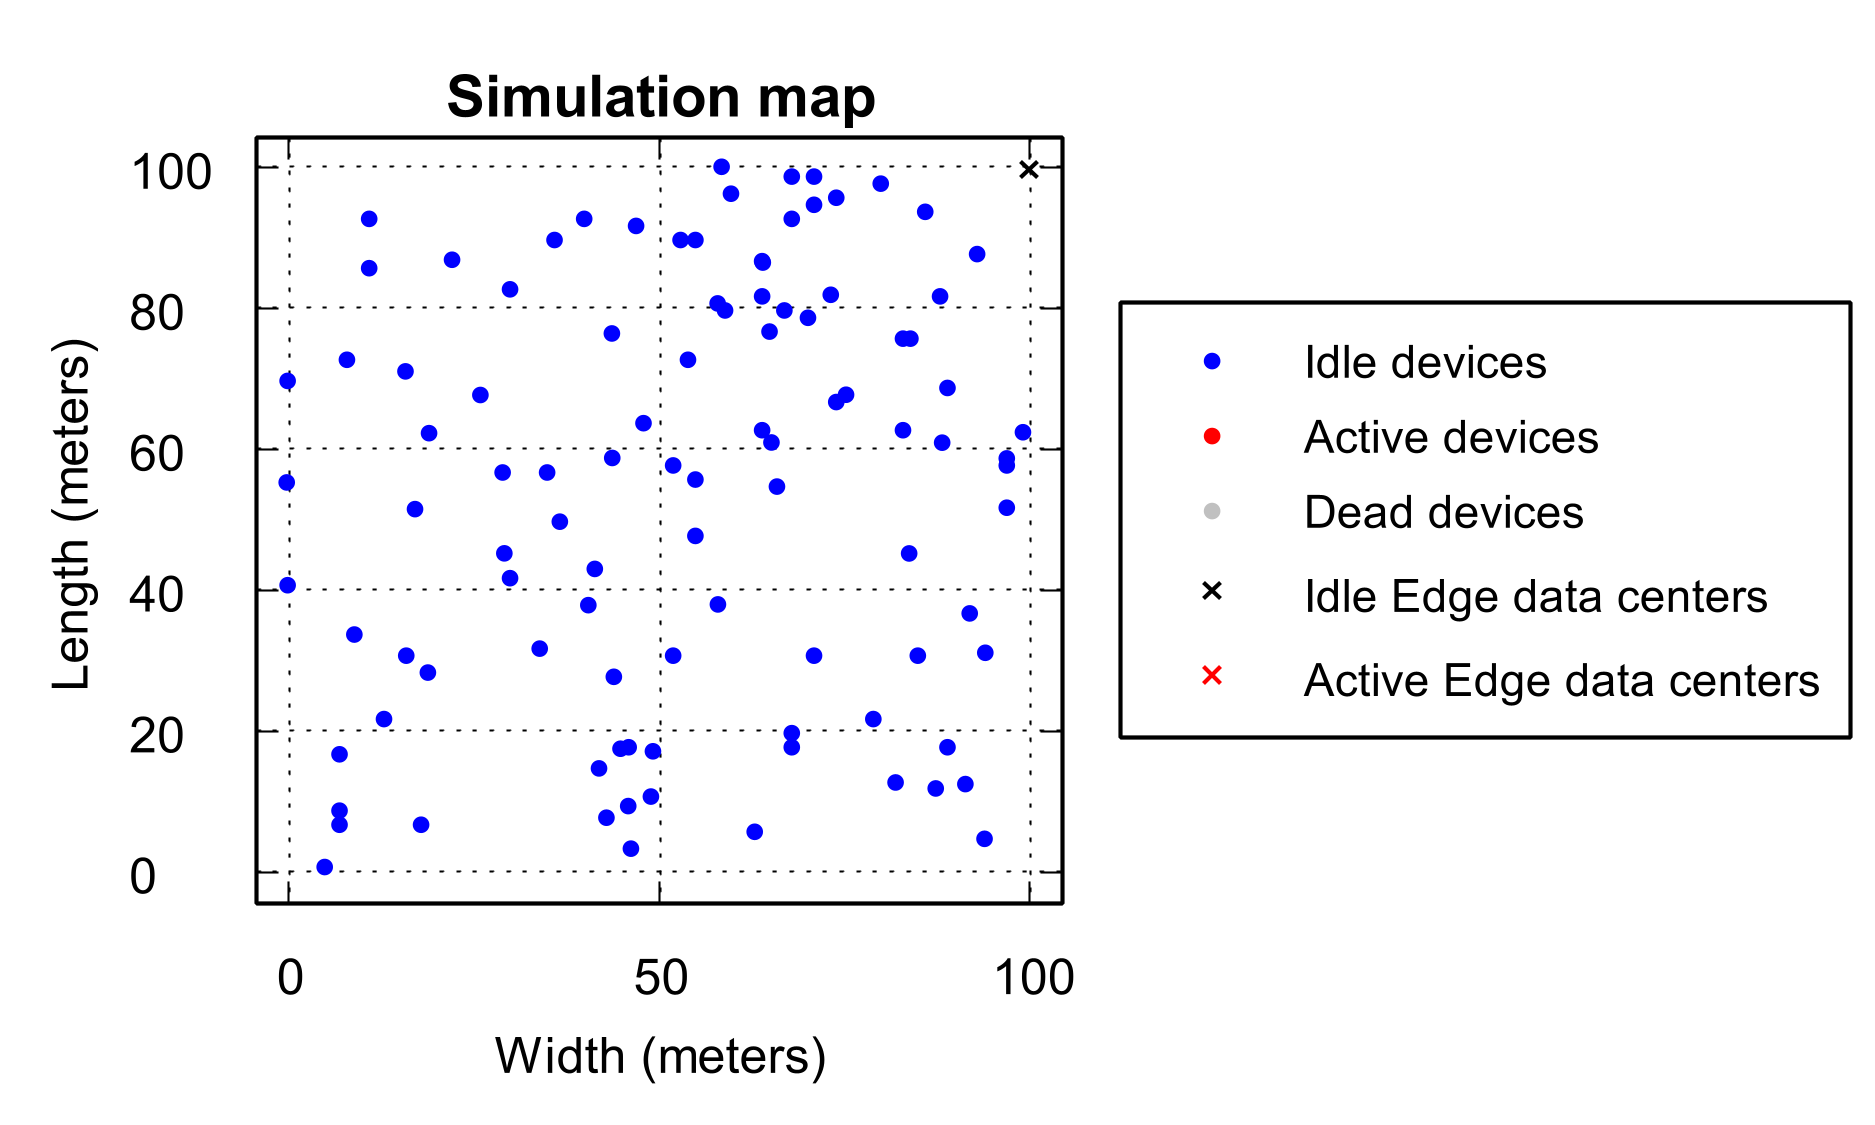 Simulation map
100
80
60
40
20
0
Length (meters)
0 50 100
Width (meters)
Idle devices
Active devices
Dead devices
Idle Edge data centers
Active Edge data centers